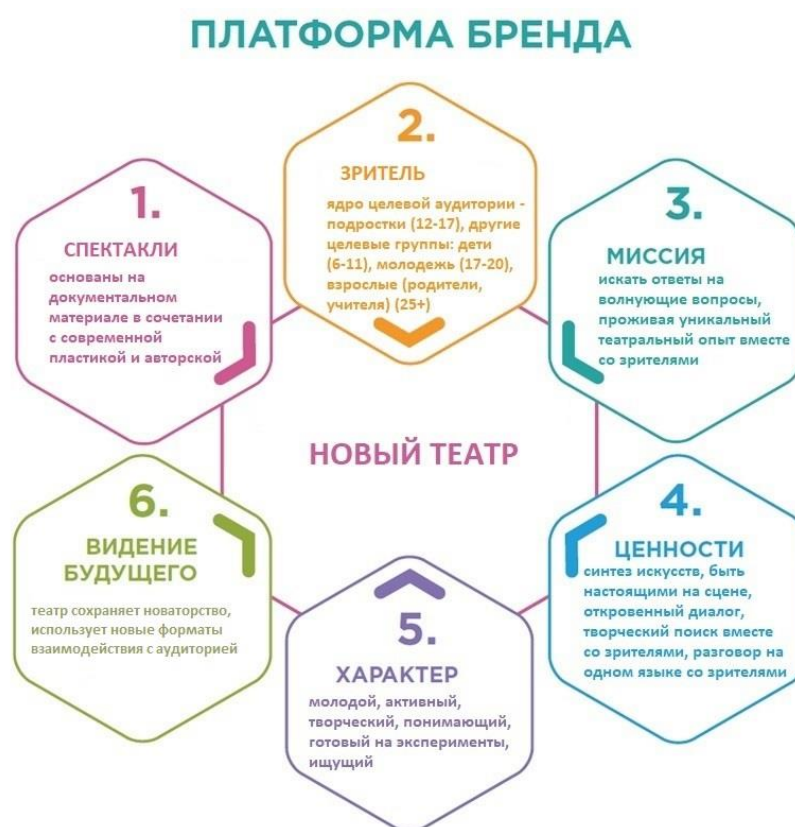 ПЛАТФОРМА БРЕНДА
1.
СПЕКТАКЛИ
основаны на
документальном
материале в сочетании
с современной
пластикой и авторской
2.
ЗРИТЕЛЬ
ядро целевой аудитории -
подростки (12-17), другие
целевые группы: дети
(6-11), молодежь (17-20),
взрослые (родители,
учителя) (25+)
3.
МИССИЯ
искать ответы на
волнующие вопросы,
проживая уникальный
театральный опыт вместе
со зрителями
НОВЫЙ ТЕАТР
4.
ЦЕННОСТИ
синтез искусств, быть
настоящими на сцене,
откровенный диалог,
творческий поиск вместе
со зрителями, разговор на
одном языке со зрителями
5.
ХАРАКТЕР
молодой, активный,
творческий, понимающий,
готовый на эксперименты,
ищущий
6.
ВИДЕНИЕ
БУДУЩЕГО
театр сохраняет новаторство,
использует новые форматы
взаимодействия с аудиторией